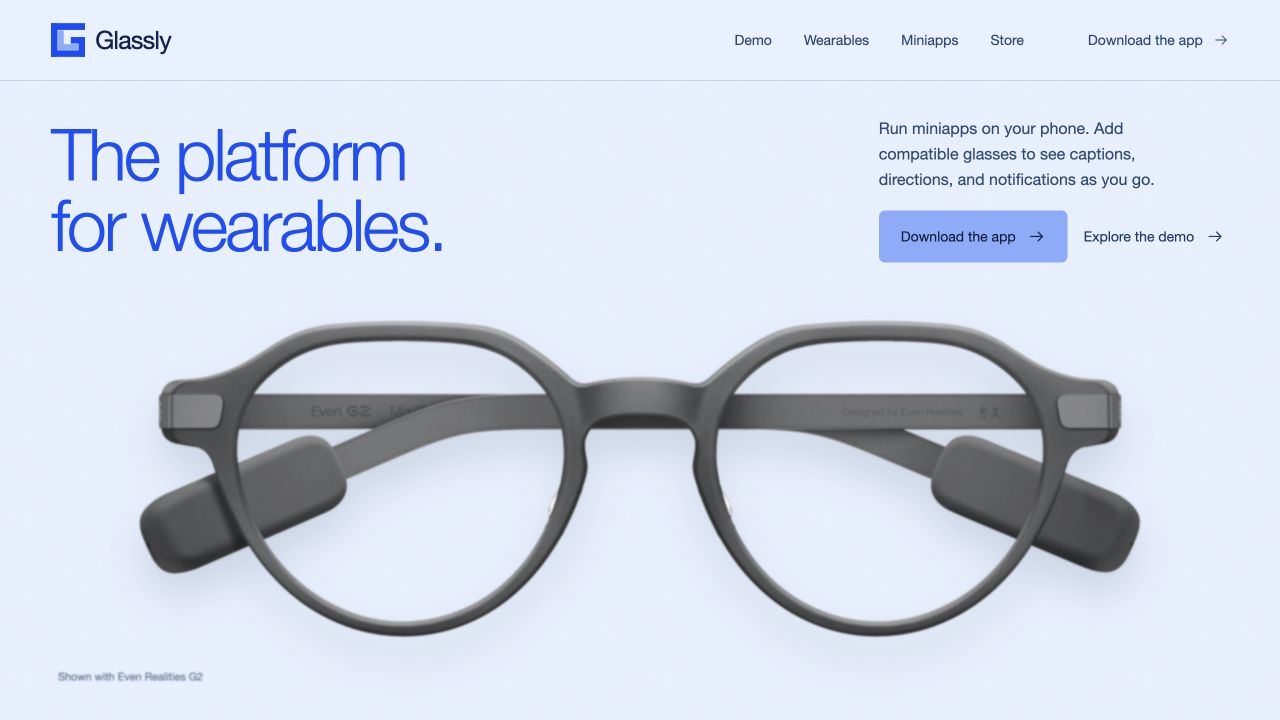 Glassly
Demo
Wearables
Miniapps
Store
Download the app →
The platform
for wearables.
Run miniapps on your phone. Add
compatible glasses to see captions,
directions, and notifications as you go.
Download the app →
Explore the demo →
Even G2
Designed by Even Realities
Shown with Even Realities G2